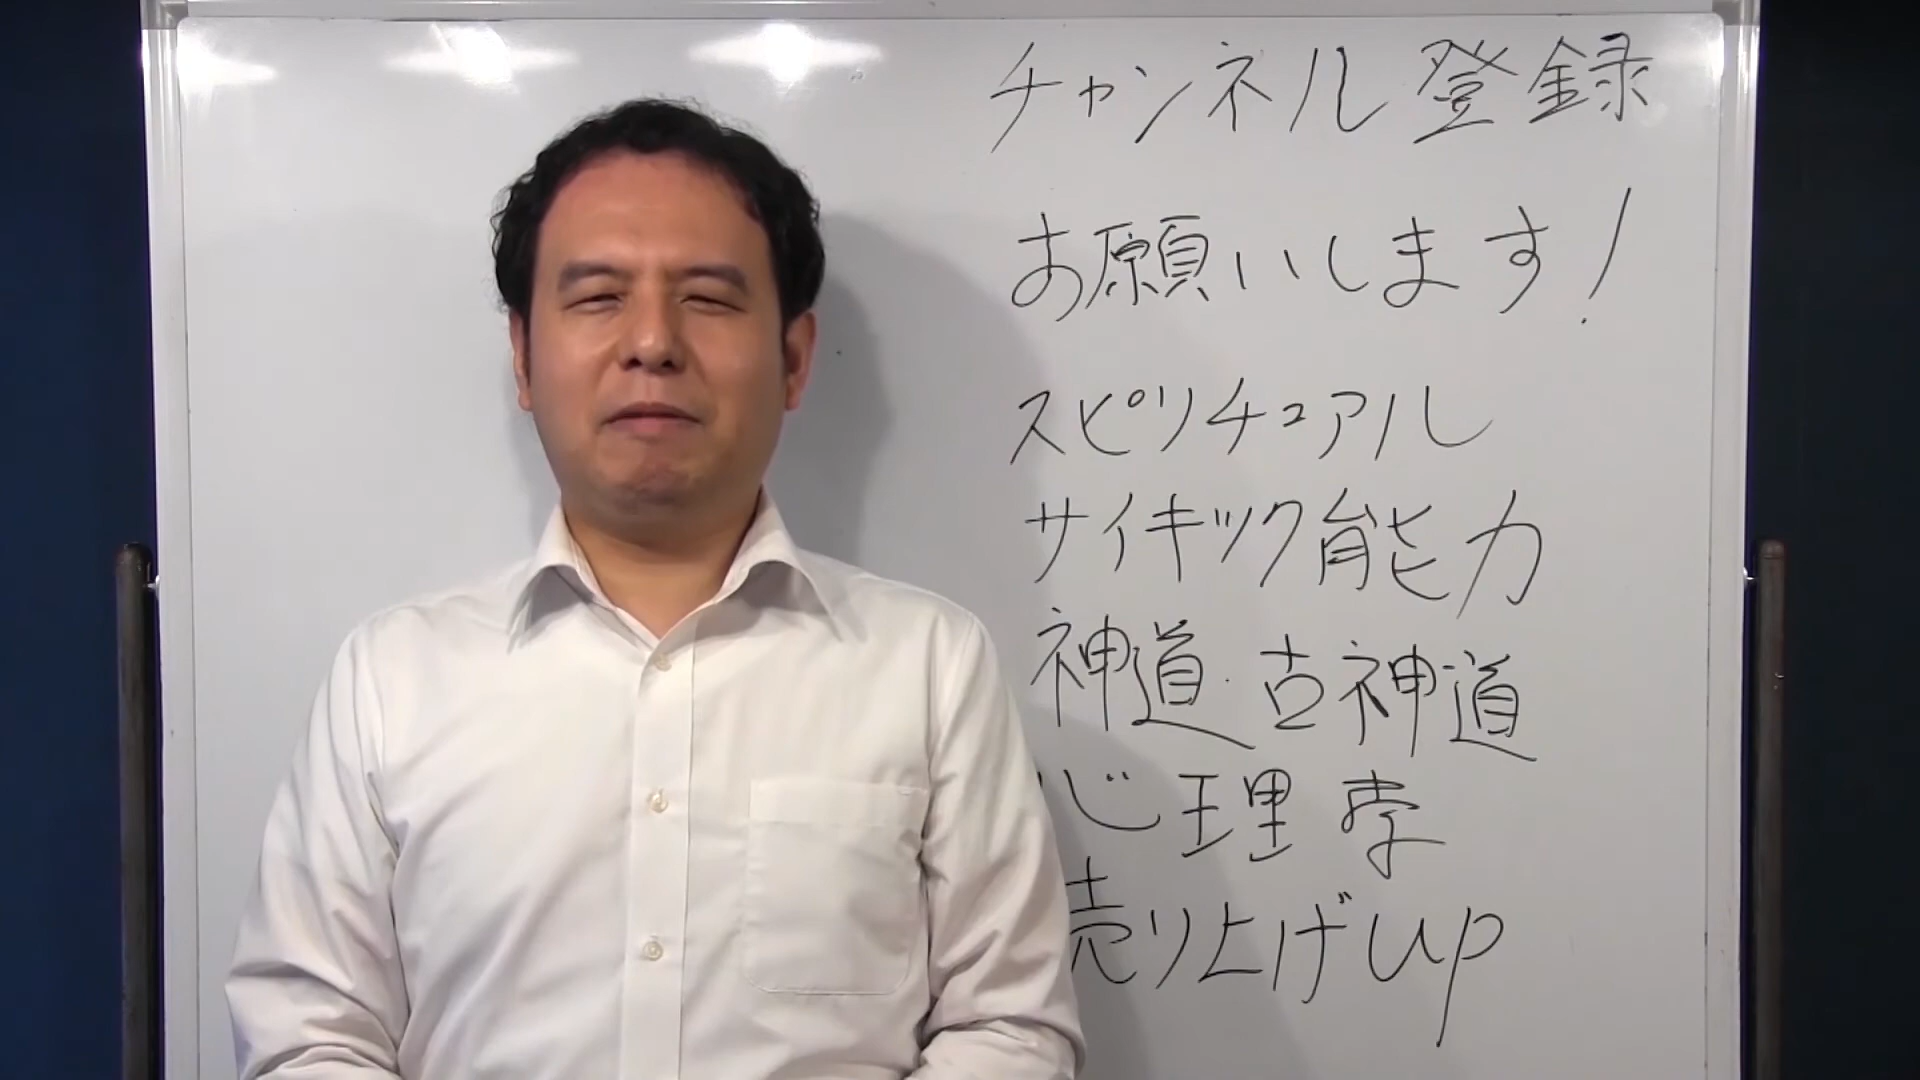 チャンネル登録
お願いします!
スピリチュアル
サイキック能力
神道・古神道
心理学
売り上げup